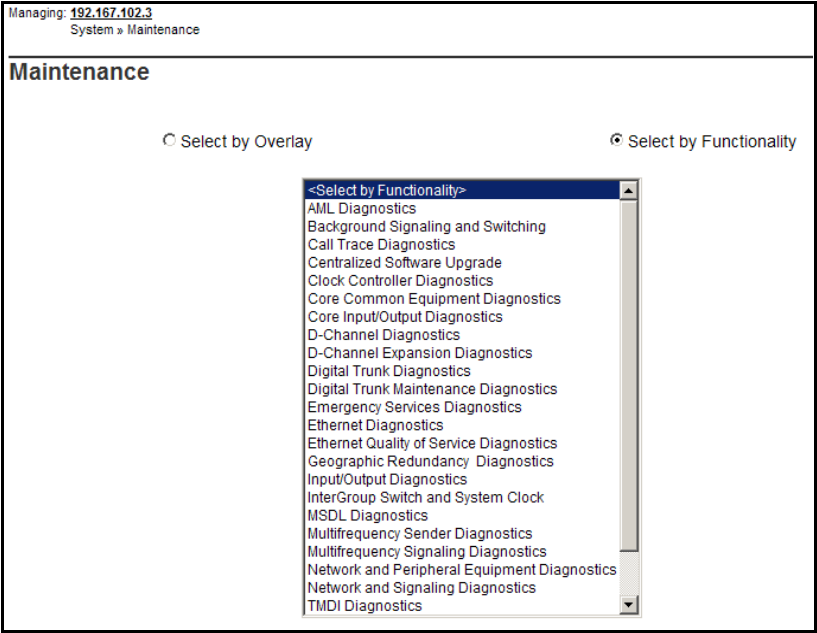 Managing: 192.167.102.3
System » Maintenance
Maintenance
Select by Overlay
Select by Functionality
<Select by Functionality>
AML Diagnostics
Background Signaling and Switching
Call Trace Diagnostics
Centralized Software Upgrade
Clock Controller Diagnostics
Core Common Equipment Diagnostics
Core Input/Output Diagnostics
D-Channel Diagnostics
D-Channel Expansion Diagnostics
Digital Trunk Diagnostics
Digital Trunk Maintenance Diagnostics
Emergency Services Diagnostics
Ethernet Diagnostics
Ethernet Quality of Service Diagnostics
Geographic Redundancy Diagnostics
Input/Output Diagnostics
InterGroup Switch and System Clock
MSDL Diagnostics
Multifrequency Sender Diagnostics
Multifrequency Signaling Diagnostics
Network and Peripheral Equipment Diagnostics
Network and Signaling Diagnostics
TMDI Diagnostics